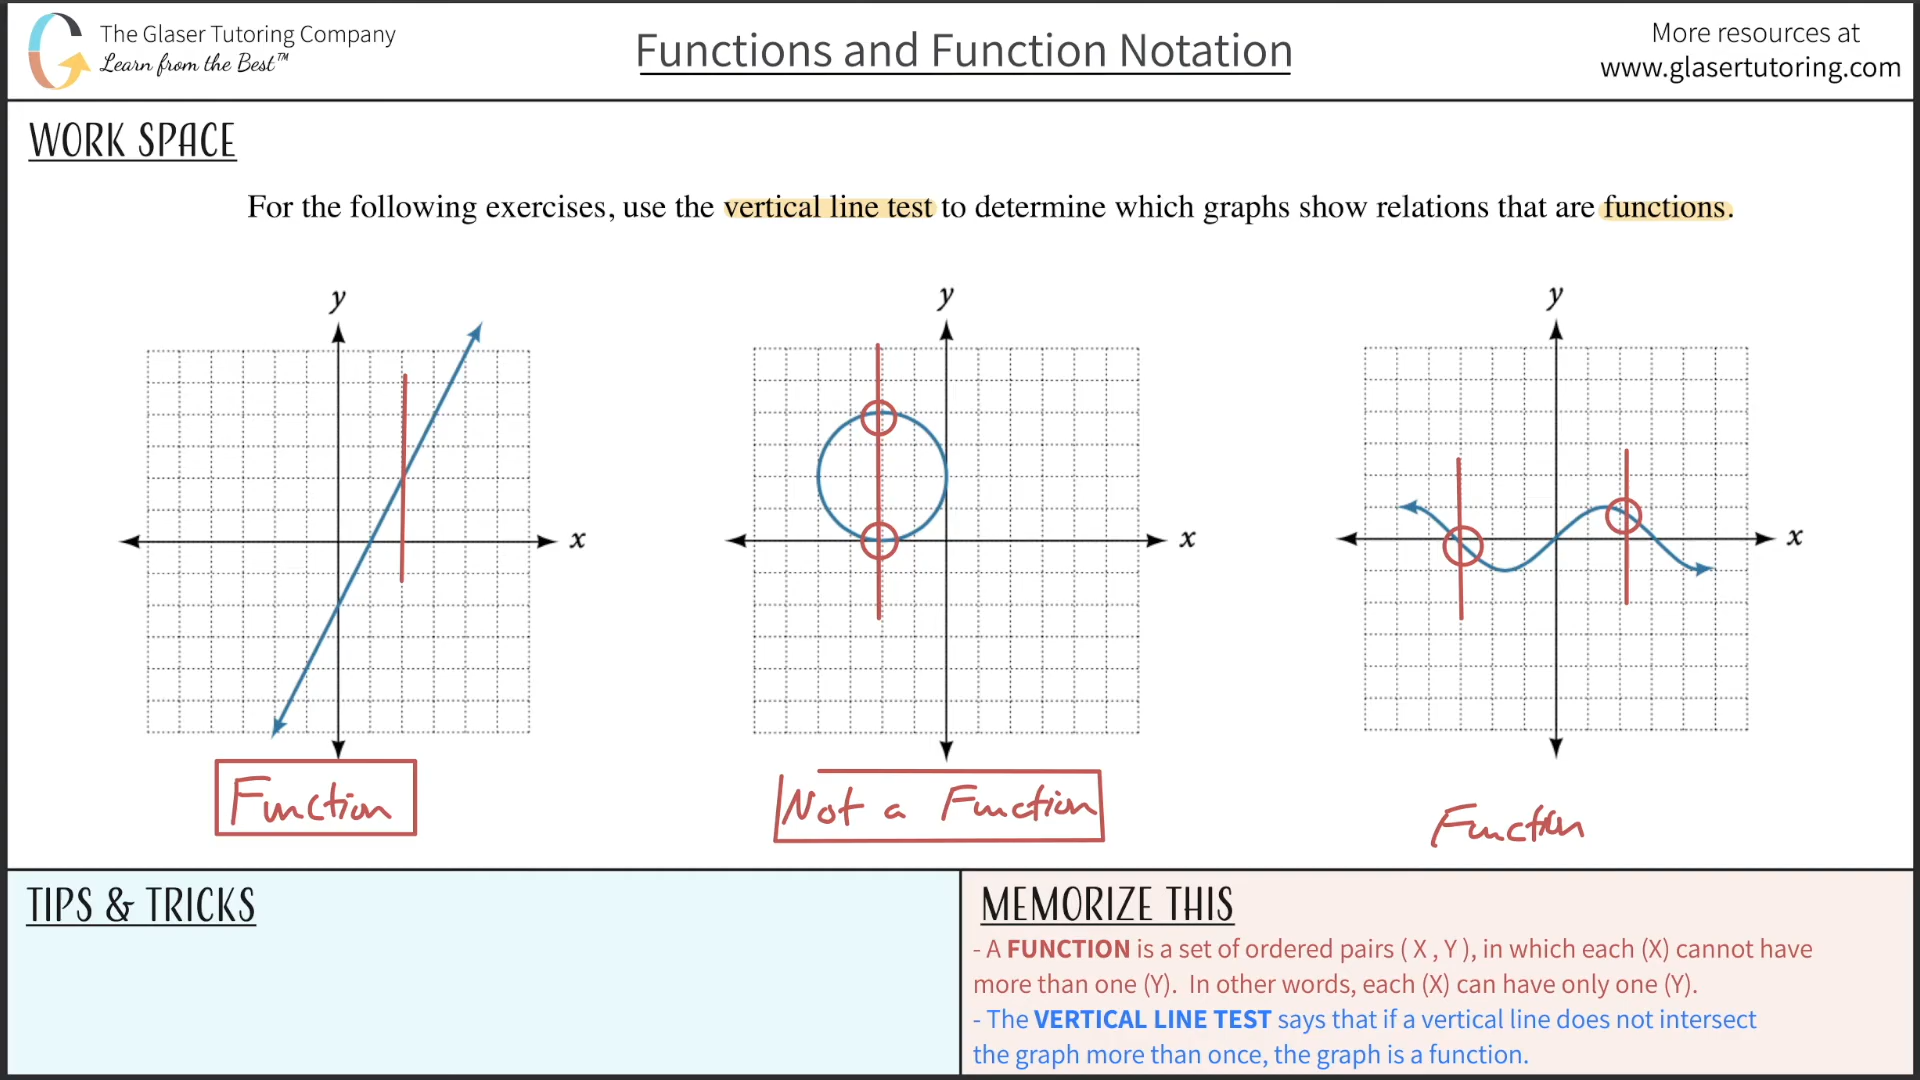 The Glaser Tutoring Company
Learn from the Best™
Functions and Function Notation
More resources at
www.glasertutoring.com
WORK SPACE
For the following exercises, use the vertical line test to determine which graphs show relations that are functions.
y
x
y
x
y
x
Function
Not a Function
Function
TIPS & TRICKS
MEMORIZE THIS
- A FUNCTION is a set of ordered pairs ( X , Y ), in which each (X) cannot have
more than one (Y). In other words, each (X) can have only one (Y).
- The VERTICAL LINE TEST says that if a vertical line does not intersect
the graph more than once, the graph is a function.